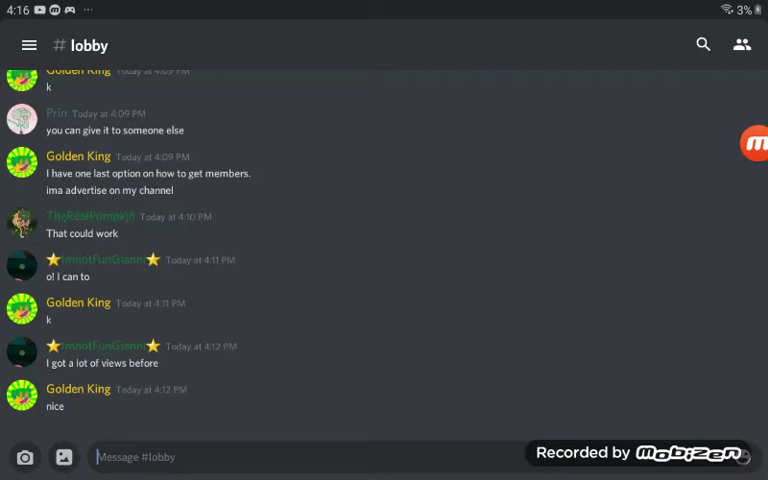 4:16 ... 3%
# lobby
Golden King Today at 4:09 PM
k
Prin Today at 4:09 PM
you can give it to someone else
Golden King Today at 4:09 PM
I have one last option on how to get members.
ima advertise on my channel
TheRealPumpkin Today at 4:10 PM
That could work
⭐ImnotFunGianni⭐ Today at 4:11 PM
o! I can to
Golden King Today at 4:11 PM
k
⭐ImnotFunGianni⭐ Today at 4:12 PM
I got a lot of views before
Golden King Today at 4:12 PM
nice
Message #lobby
Recorded by Mobizen